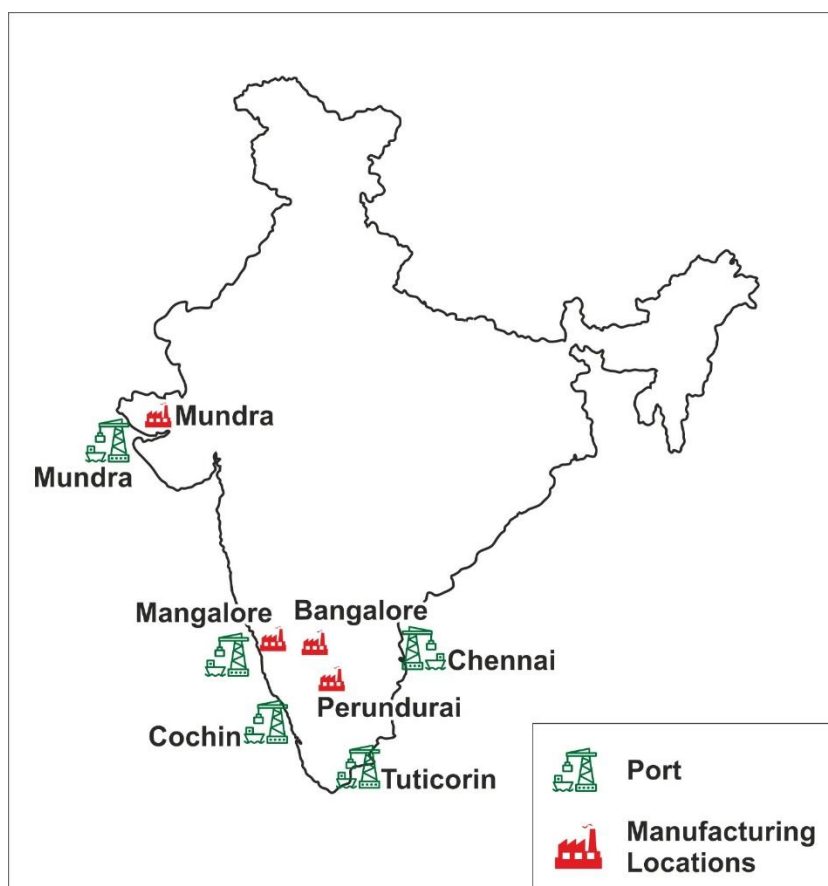 Mundra
Mundra
Mangalore
Bangalore
Chennai
Perundurai
Cochin
Tuticorin
Port
Manufacturing
Locations